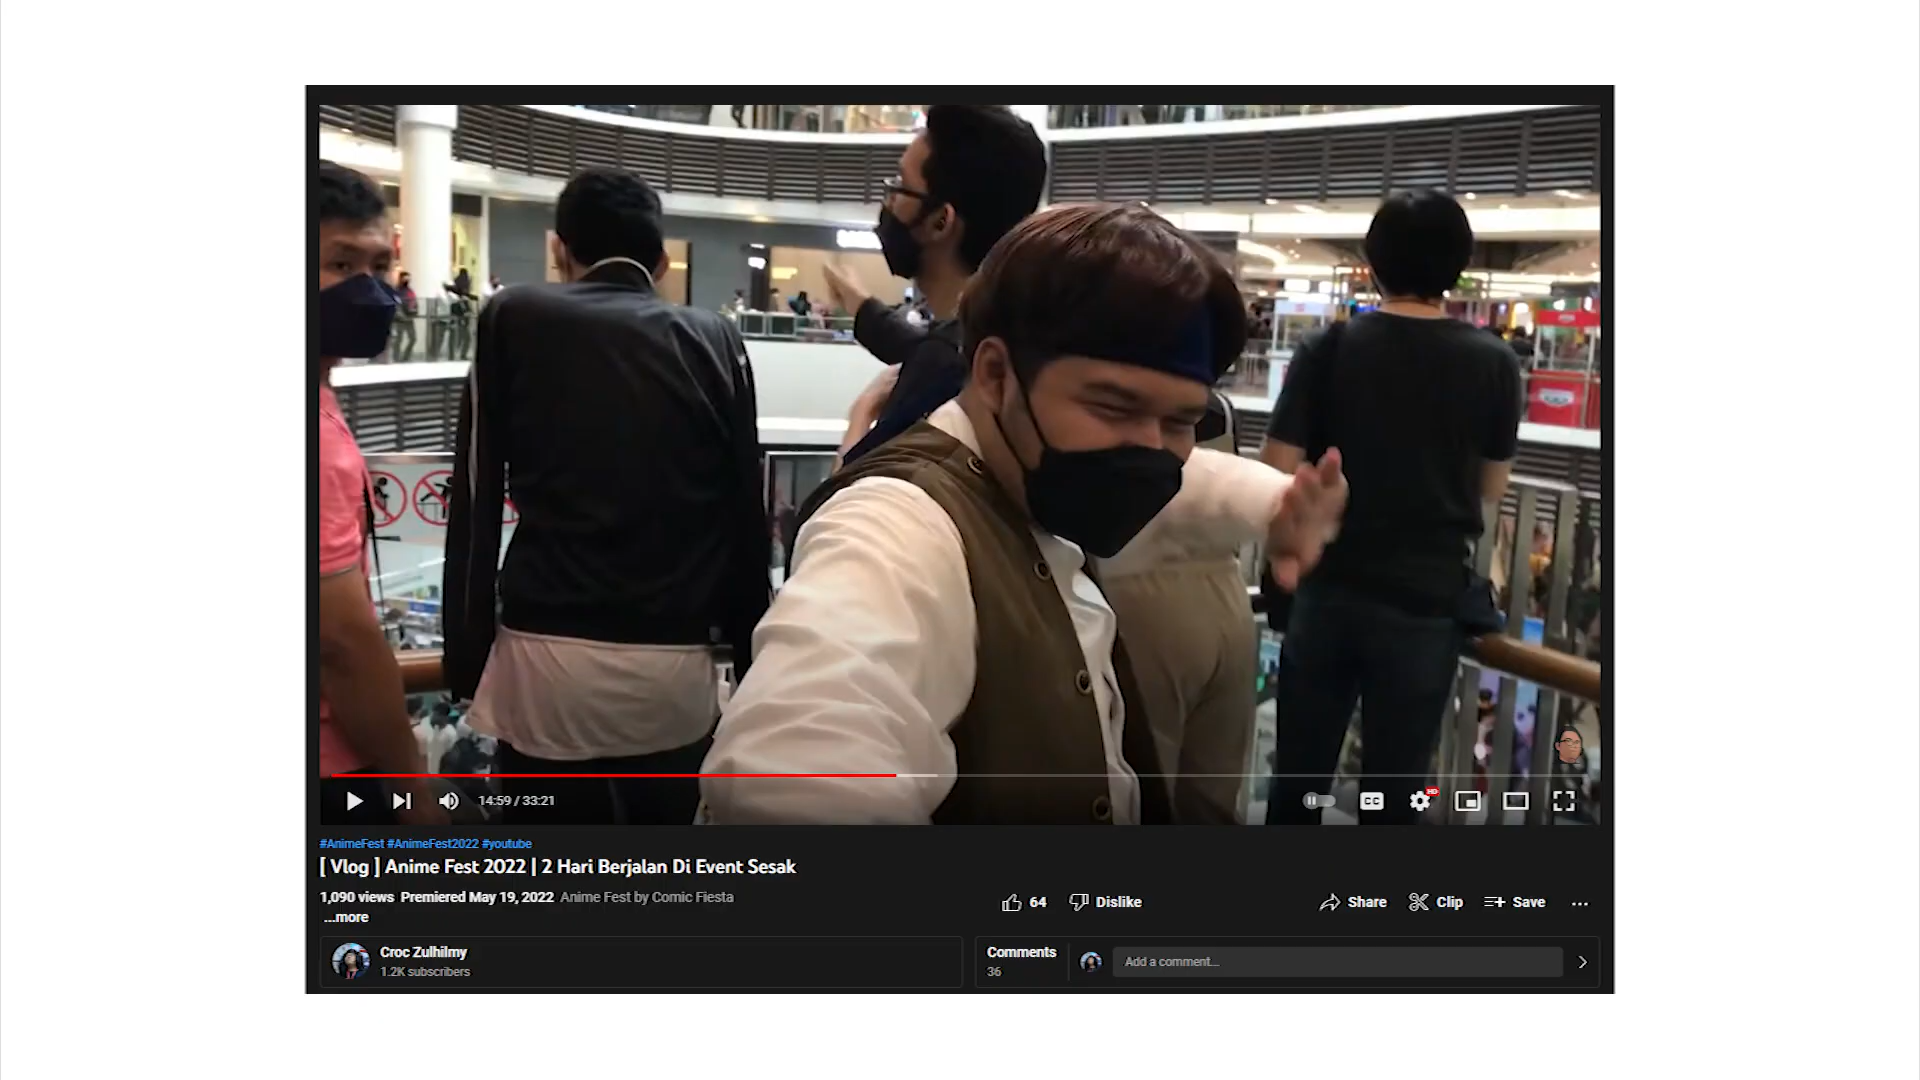 14:59 / 33:21
HD
CC
#AnimeFest #AnimeFest2022 #youtube
[ Vlog ] Anime Fest 2022 | 2 Hari Berjalan Di Event Sesak
1,090 views Premiered May 19, 2022 Anime Fest by Comic Fiesta
...more
64
Dislike
Share
Clip
Save
Croc Zulhilmy
1.2K subscribers
Comments
36
Add a comment...